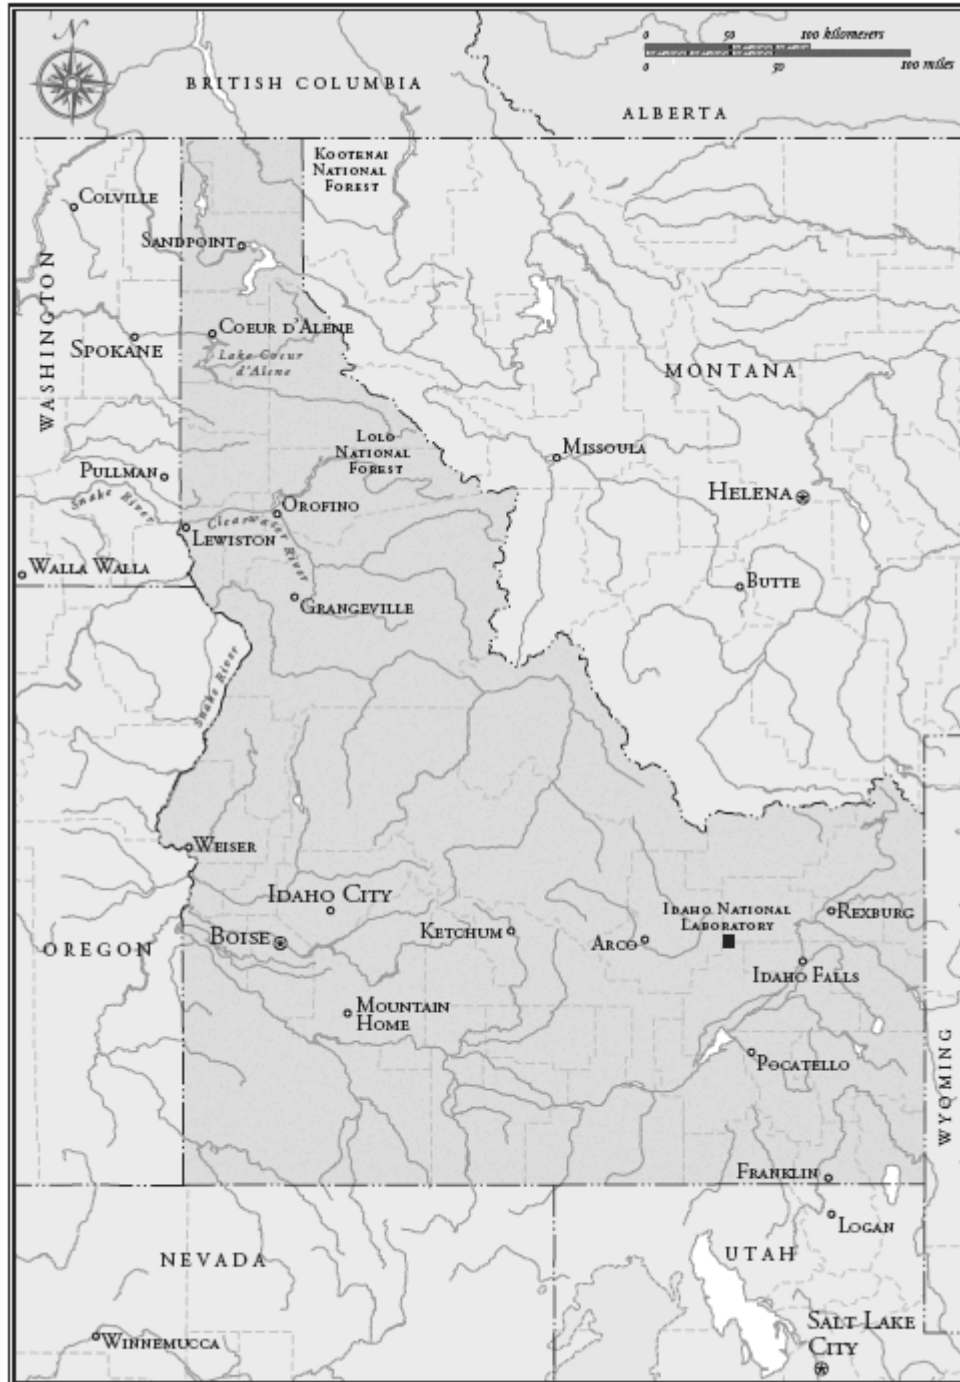 N
0 50 100 kilometers
0 50 100 miles
BRITISH COLUMBIA
ALBERTA
KOOTENAI
NATIONAL
FOREST
COLVILLE
SANDPOINT
WASHINGTON
COEUR D'ALENE
SPOKANE
Lake Coeur
d'Alene
MONTANA
LOLO
NATIONAL
FOREST
MISSOULA
PULLMAN
HELENA
Snake River
OROFINO
Clearwater River
LEWISTON
WALLA WALLA
BUTTE
GRANGEVILLE
Snake River
WEISER
IDAHO CITY
IDAHO NATIONAL
LABORATORY
REXBURG
BOISE
KETCHUM
ARCO
OREGON
IDAHO FALLS
MOUNTAIN
HOME
POCATELLO
WYOMING
FRANKLIN
LOGAN
NEVADA
UTAH
SALT LAKE
CITY
WINNEMUCCA